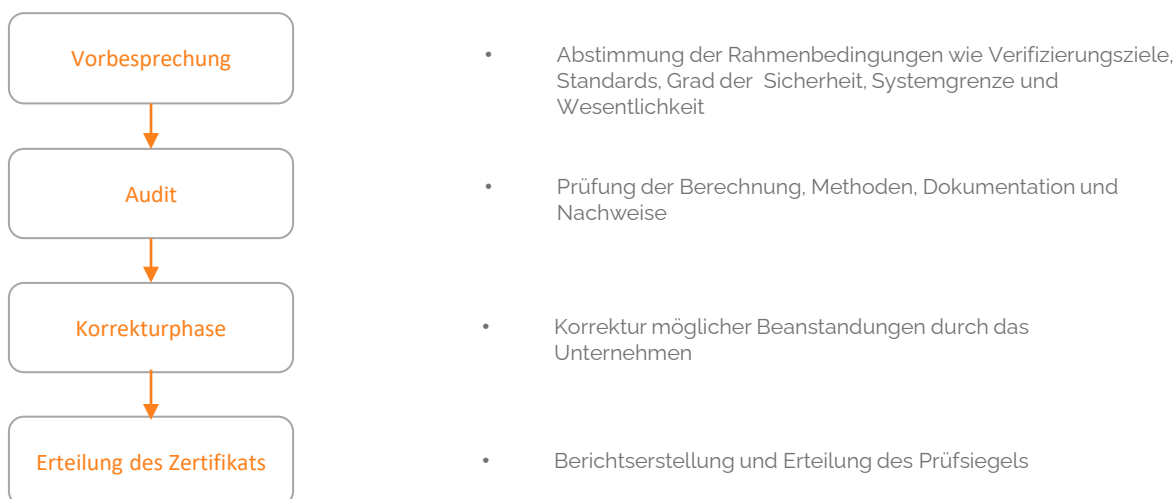 Vorbesprechung
• Abstimmung der Rahmenbedingungen wie Verifizierungsziele,
Standards, Grad der Sicherheit, Systemgrenze und
Wesentlichkeit
Audit
• Prüfung der Berechnung, Methoden, Dokumentation und
Nachweise
Korrekturphase
• Korrektur möglicher Beanstandungen durch das
Unternehmen
Erteilung des Zertifikats
• Berichtserstellung und Erteilung des Prüfsiegels